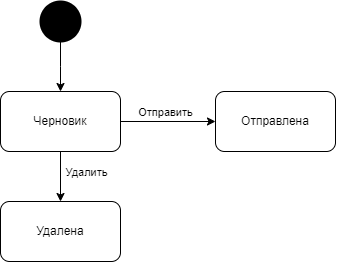 Отправить
Черновик
Отправлена
Удалить
Удалена